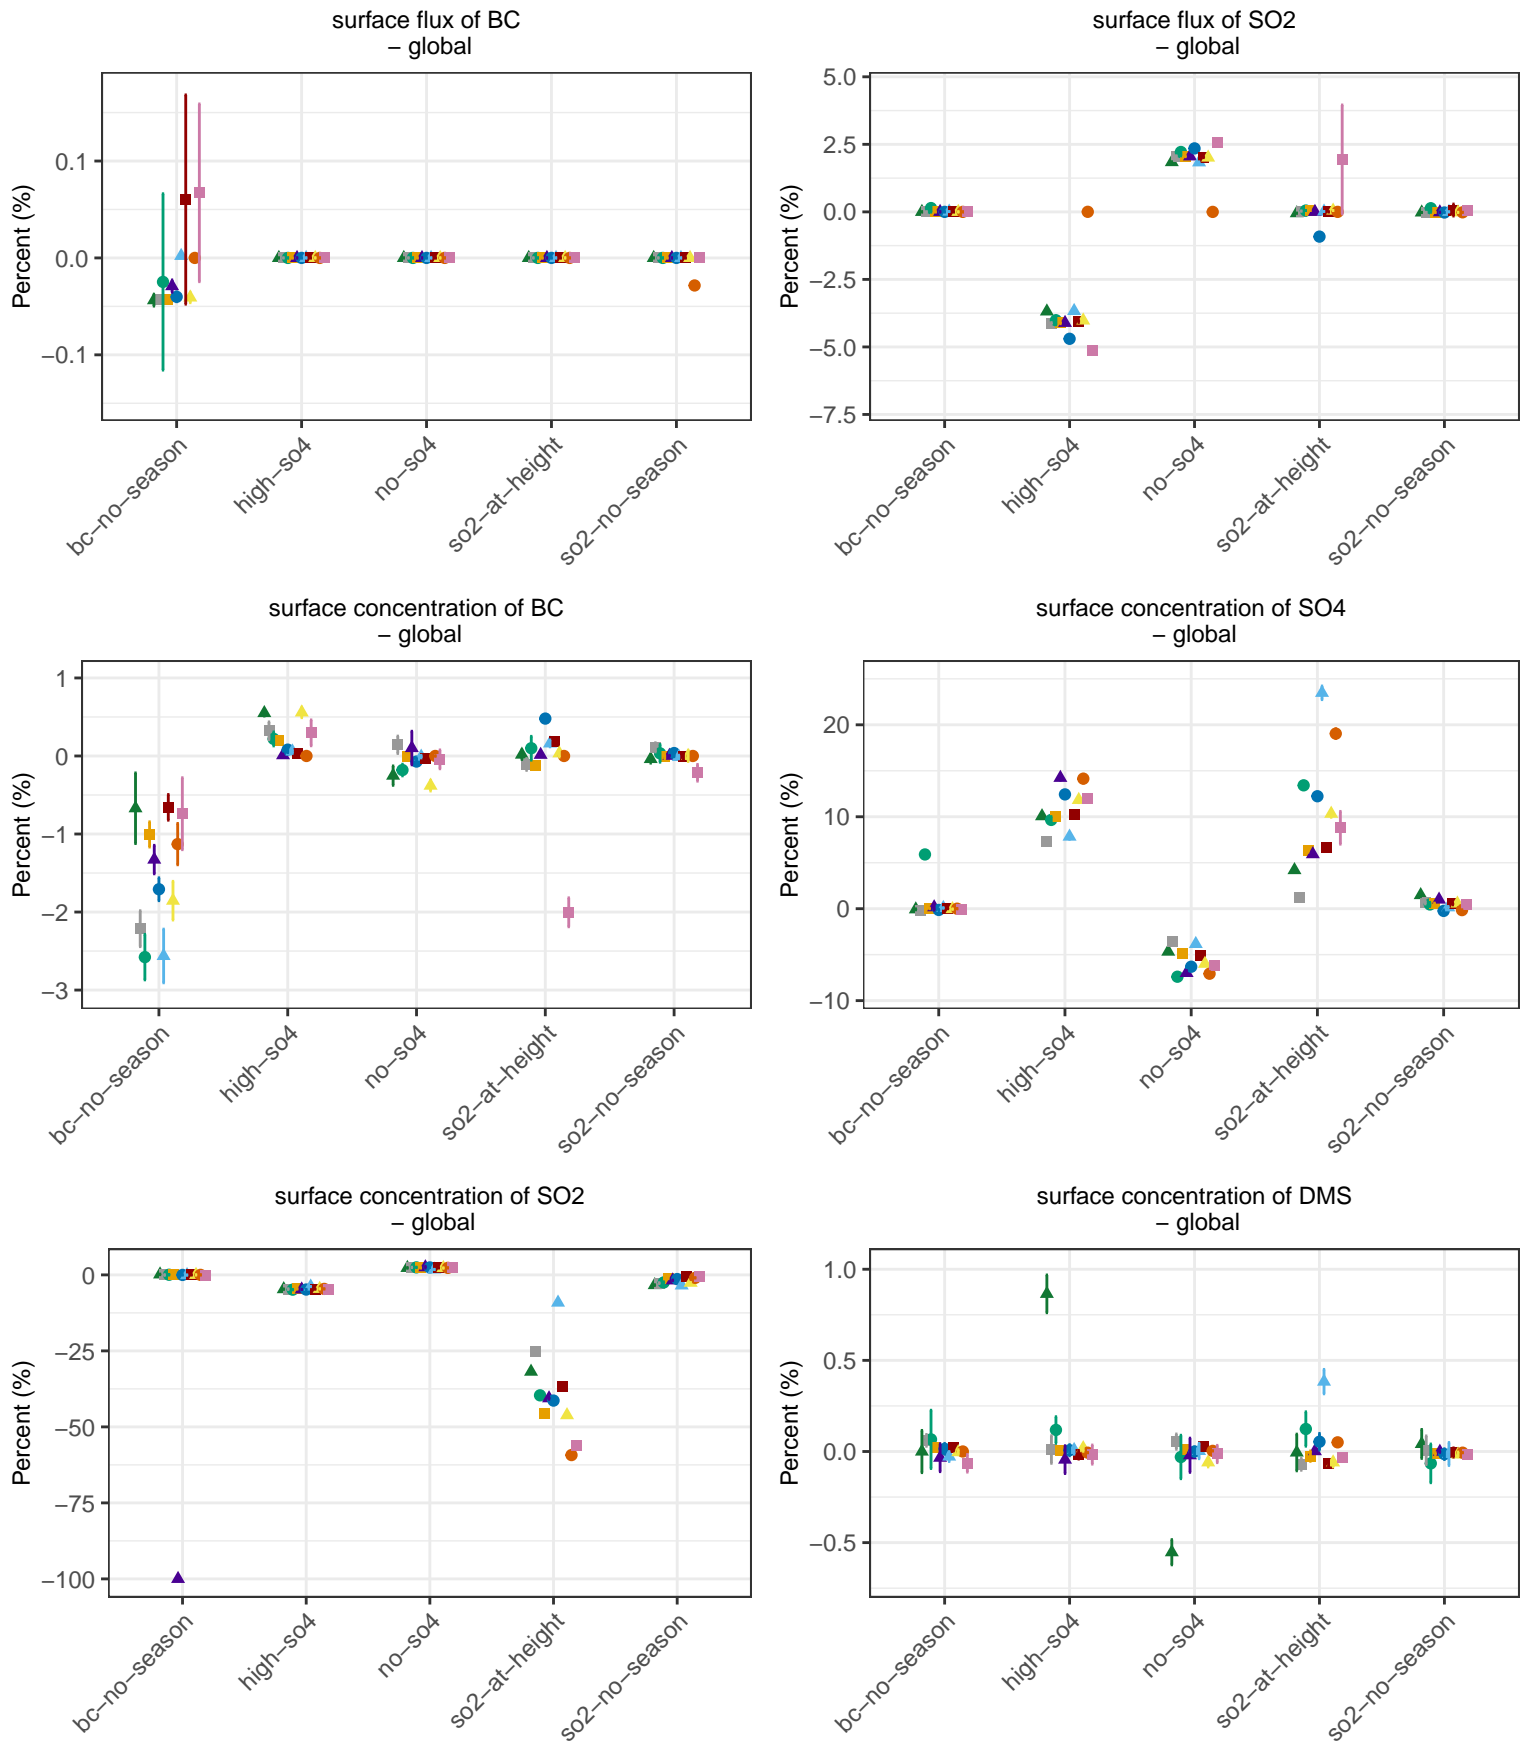 surface flux of BC
– global
Percent (%)
0.1
0.0
−0.1
bc−no−season
high−so4
no−so4
so2−at−height
so2−no−season
surface flux of SO2
– global
Percent (%)
5.0
2.5
0.0
−2.5
−5.0
−7.5
bc−no−season
high−so4
no−so4
so2−at−height
so2−no−season
surface concentration of BC
– global
Percent (%)
1
0
−1
−2
−3
bc−no−season
high−so4
no−so4
so2−at−height
so2−no−season
surface concentration of SO4
– global
Percent (%)
20
10
0
−10
bc−no−season
high−so4
no−so4
so2−at−height
so2−no−season
surface concentration of SO2
– global
Percent (%)
0
−25
−50
−75
−100
bc−no−season
high−so4
no−so4
so2−at−height
so2−no−season
surface concentration of DMS
– global
Percent (%)
1.0
0.5
0.0
−0.5
bc−no−season
high−so4
no−so4
so2−at−height
so2−no−season